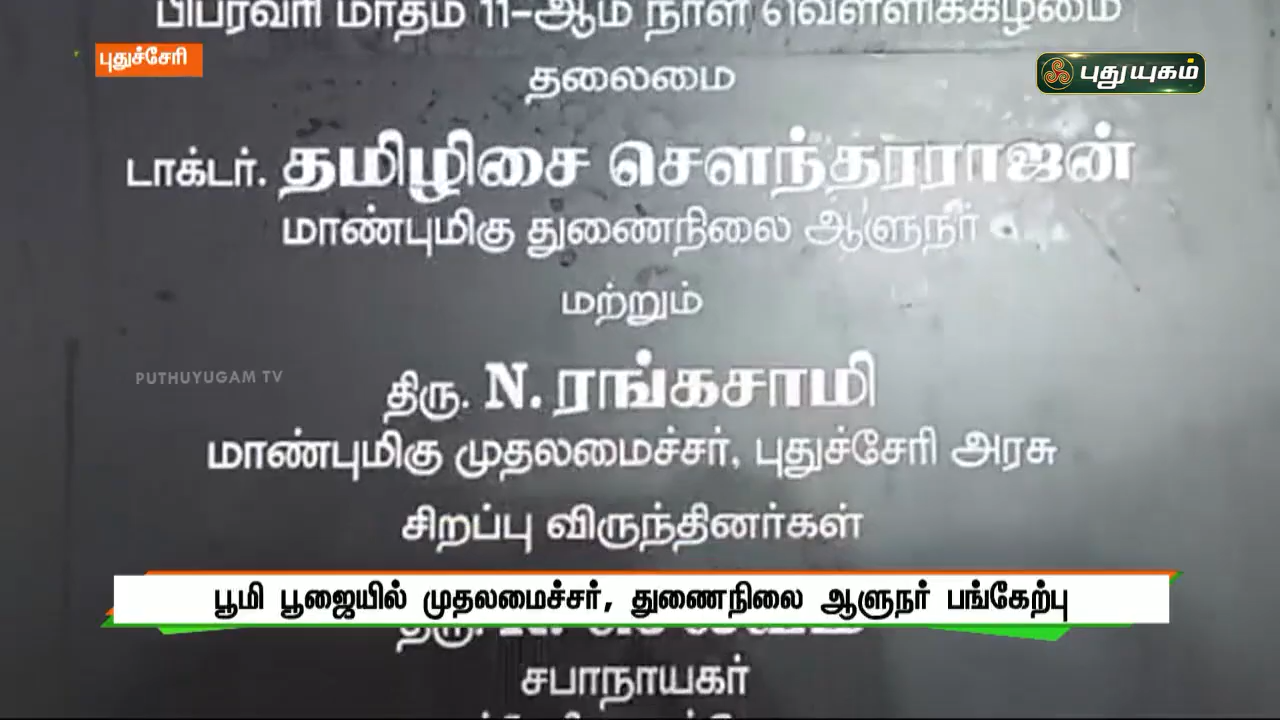 பிப்ரவரி மாதம் 11-ஆம் நாள் வெள்ளிக்கிழமை
புதுச்சேரி
புதுயுகம்
தலைமை
டாக்டர். தமிழிசை சௌந்தரராஜன்
மாண்புமிகு துணைநிலை ஆளுநர்
மற்றும்
PUTHUYUGAM TV
திரு. N. ரங்கசாமி
மாண்புமிகு முதலமைச்சர், புதுச்சேரி அரசு
சிறப்பு விருந்தினர்கள்
பூமி பூஜையில் முதலமைச்சர், துணைநிலை ஆளுநர் பங்கேற்பு
திரு.
சபாநாயகர்